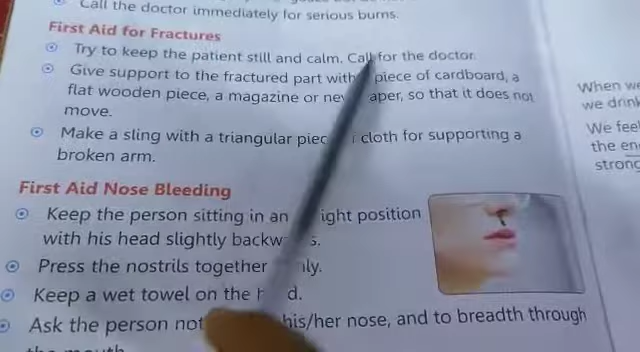 Call the doctor immediately for serious burns.
First Aid for Fractures
Try to keep the patient still and calm. Call for the doctor.
Give support to the fractured part with piece of cardboard, a
flat wooden piece, a magazine or aper, so that it does not
move.
Make a sling with a triangular cloth for supporting a
broken arm.
First Aid Nose Bleeding
Keep the person sitting in an ight position
with his head slightly
Press the nostrils together
Keep a wet towel on the
Ask the person not his/her nose, and to breadth through
the mouth
When we
we drink
We feel
the en
strong